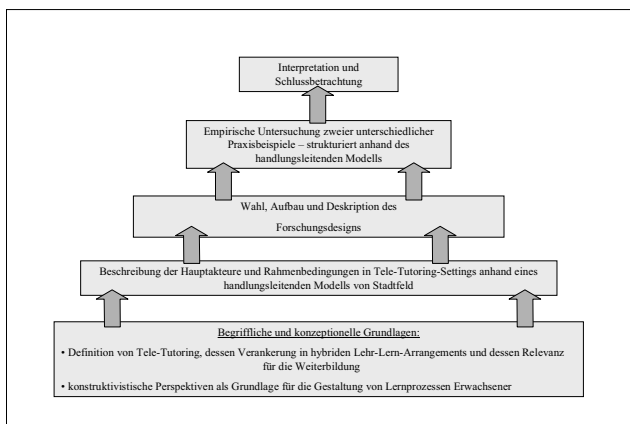 Interpretation und
Schlussbetrachtung
Empirische Untersuchung zweier unterschiedlicher
Praxisbeispiele – strukturiert anhand des
handlungsleitenden Modells
Wahl, Aufbau und Deskription des
Forschungsdesigns
Beschreibung der Hauptakteure und Rahmenbedingungen in Tele-Tutoring-Settings anhand eines
handlungsleitenden Modells von Stadtfeld
Begriffliche und konzeptionelle Grundlagen:
• Definition von Tele-Tutoring, dessen Verankerung in hybriden Lehr-Lern-Arrangements und dessen Relevanz
für die Weiterbildung
• konstruktivistische Perspektiven als Grundlage für die Gestaltung von Lernprozessen Erwachsener